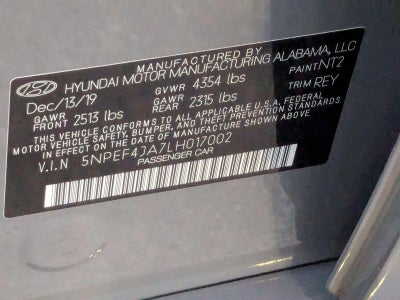 MANUFACTURED BY
HYUNDAI MOTOR MANUFACTURING ALABAMA, LLC
Dec/13/19 GVWR 4354 lbs PAINT NT2
GAWR FRONT 2513 lbs GAWR REAR 2315 lbs TRIM REY
THIS VEHICLE CONFORMS TO ALL APPLICABLE U.S.A. FEDERAL
MOTOR VEHICLE SAFETY, BUMPER, AND THEFT PREVENTION STANDARDS
IN EFFECT ON THE DATE OF MANUFACTURE SHOWN ABOVE
V.I.N 5NPEF4JA7LH017002
PASSENGER CAR